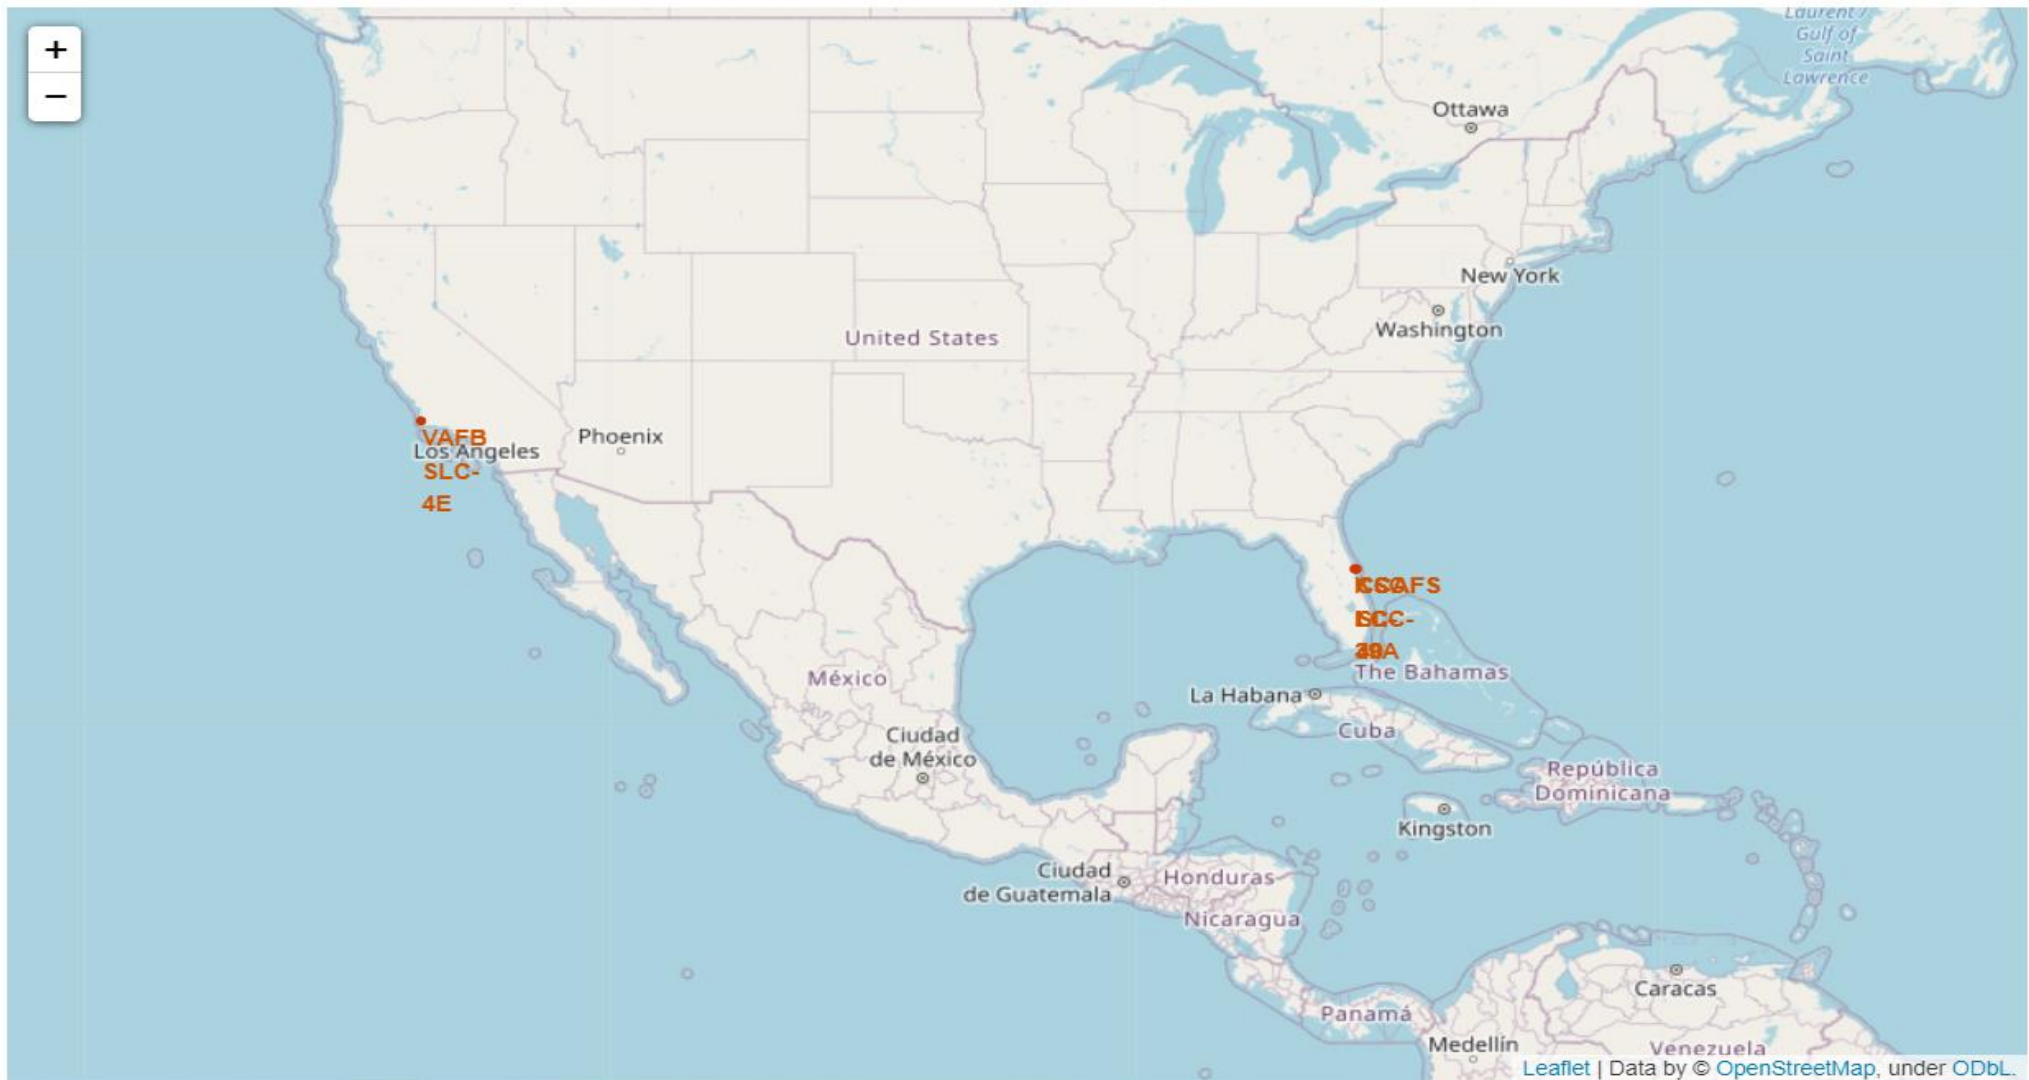 +
−
Laurent /
Gulf of
Saint
Lawrence
Ottawa
New York
Washington
United States
VAFB
SLC-
4E
Los Angeles
Phoenix
The Bahamas
La Habana
Cuba
México
Ciudad
de México
República
Dominicana
Kingston
Ciudad
de Guatemala
Honduras
Nicaragua
Caracas
Panamá
Medellín
Venezuela
Leaflet | Data by © OpenStreetMap, under ODbL.